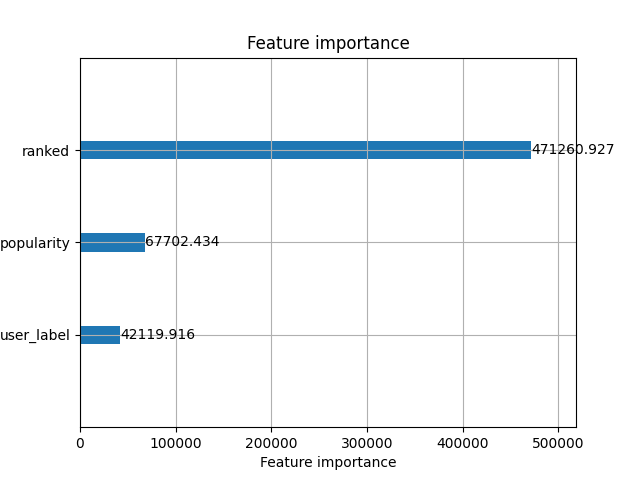 Feature importance
ranked
471260.927
popularity
67702.434
user_label
42119.916
0 100000 200000 300000 400000 500000
Feature importance